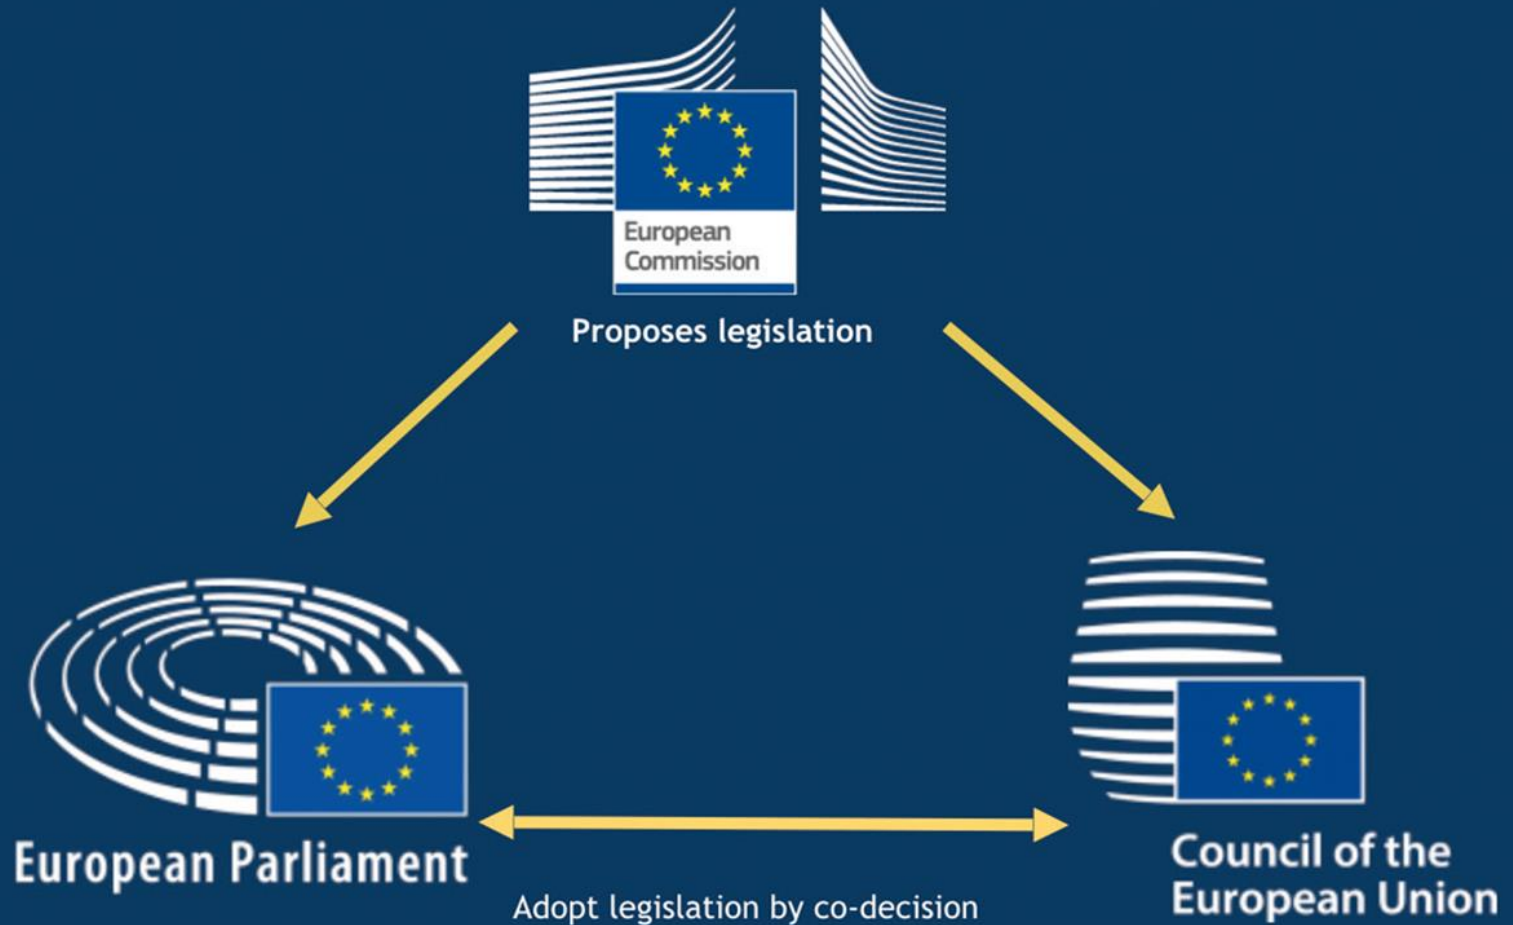 European
Commission
Proposes legislation
European Parliament
Council of the
European Union
Adopt legislation by co-decision